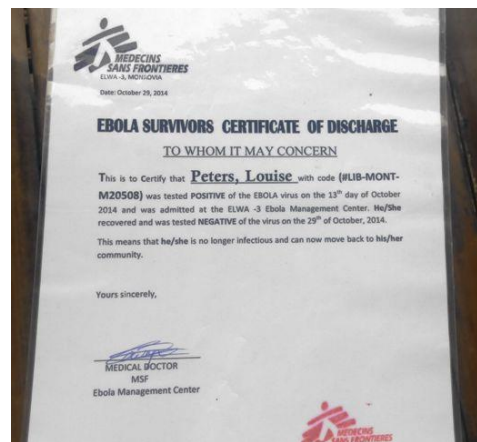 MEDECINS
SANS FRONTIERES
ELWA -3, MONROVIA
Date: October 29, 2014
EBOLA SURVIVORS CERTIFICATE OF DISCHARGE
TO WHOM IT MAY CONCERN
This is to Certify that Peters, Louise with code (#LIB-MONT-
M20508) was tested POSITIVE of the EBOLA virus on the 13th day of October
2014 and was admitted at the ELWA -3 Ebola Management Center. He/She
recovered and was tested NEGATIVE of the virus on the 29th of October, 2014.
This means that he/she is no longer infectious and can now move back to his/her
community.
Yours sincerely,
MEDICAL DOCTOR
MSF
Ebola Management Center
MEDECINS
SANS FRONTIERES